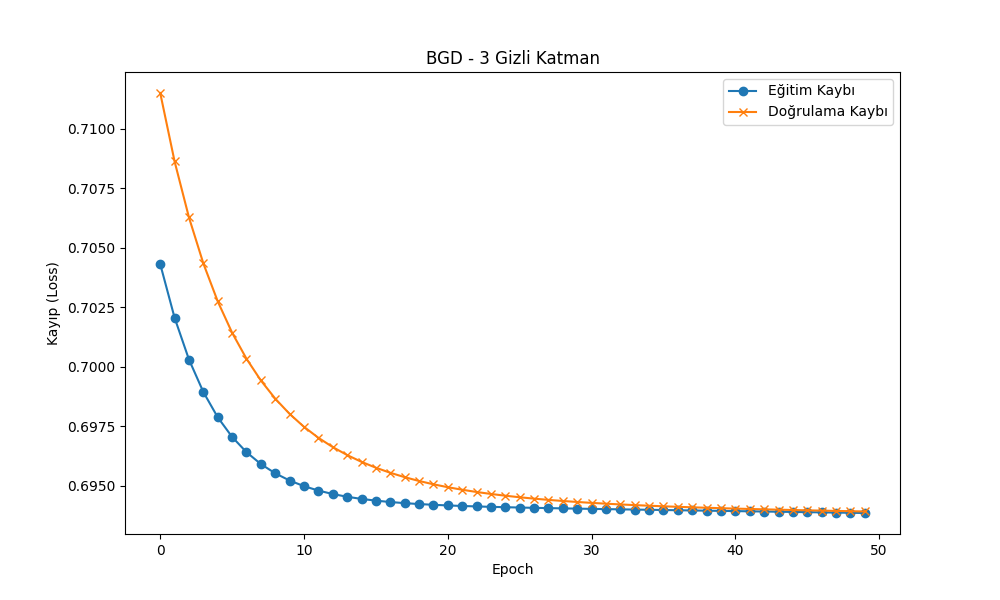 BGD - 3 Gizli Katman
Eğitim Kaybı
Doğrulama Kaybı
0.7100
0.7075
0.7050
0.7025
0.7000
0.6975
0.6950
Kayıp (Loss)
0
10
20
30
40
50
Epoch